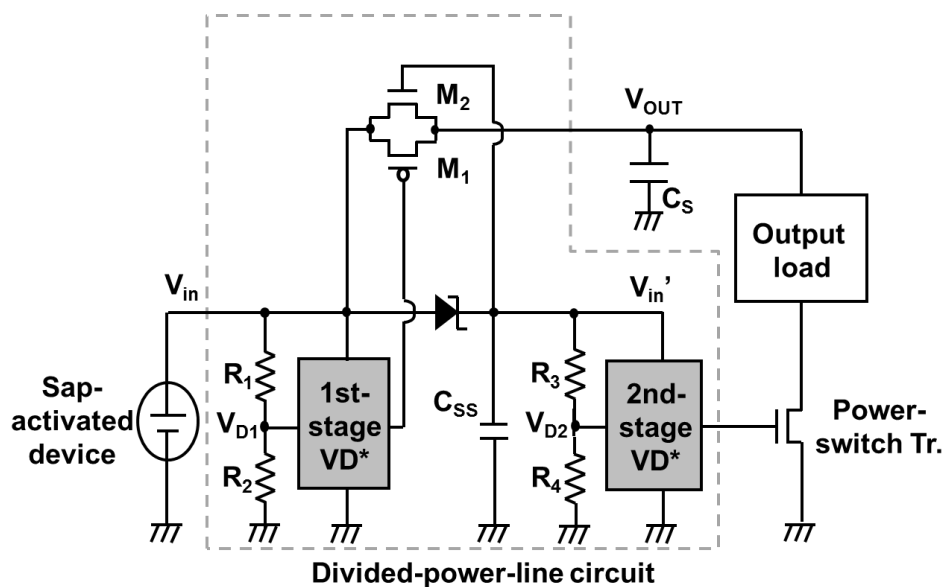 M2
M1
VOUT
CS
Output
load
Vin
Vin’
Sap-
activated
device
R1
VD1
R2
1st-
stage
VD*
CSS
R3
VD2
R4
2nd-
stage
VD*
Power-
switch Tr.
Divided-power-line circuit